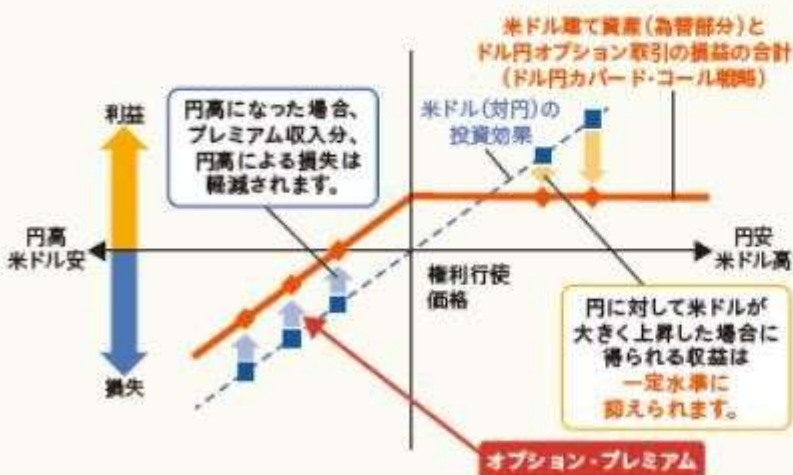 米ドル建て資産(為替部分)と
ドル円オプション取引の損益の合計
(ドル円カバード・コール戦略)
利益
円高になった場合、
プレミアム収入分、
円高による損失は
軽減されます。
米ドル(対円)の
投資効果
円高
米ドル安
円安
米ドル高
権利行使
価格
円に対して米ドルが
大きく上昇した場合に
得られる収益は
一定水準に
抑えられます。
損失
オプション・プレミアム